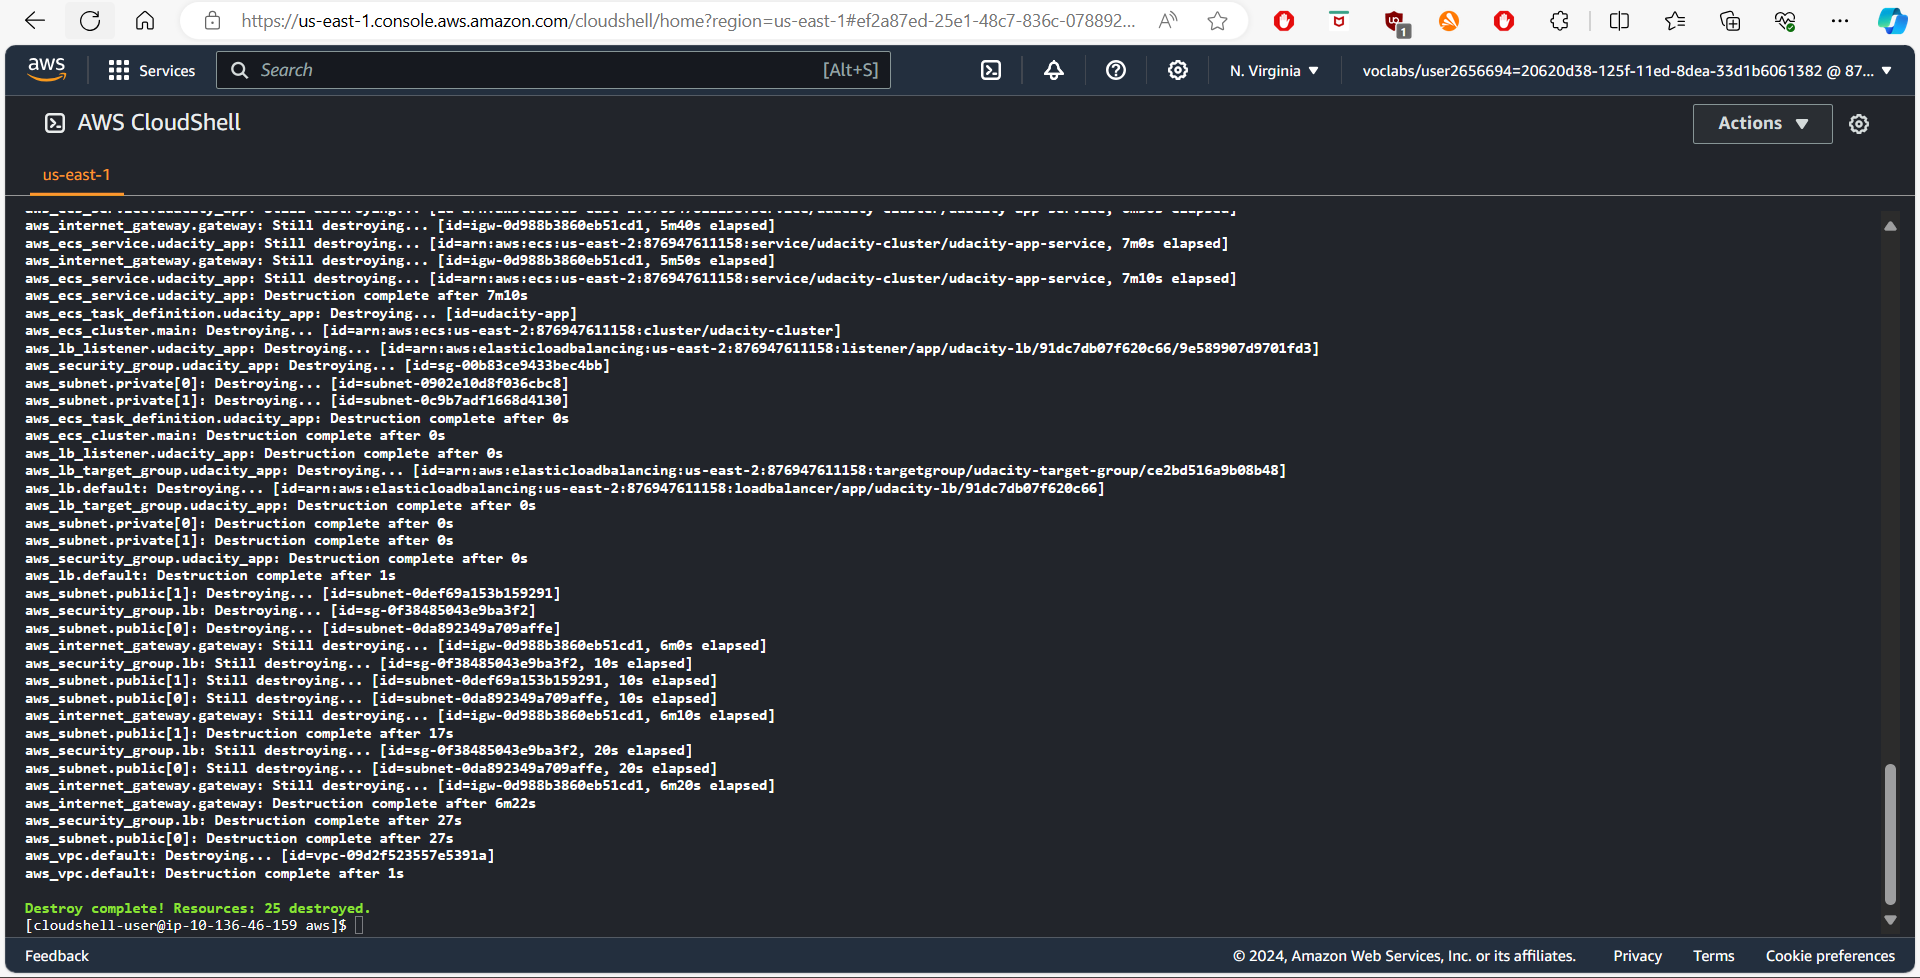 https://us-east-1.console.aws.amazon.com/cloudshell/home?region=us-east-1#ef2a87ed-25e1-48c7-836c-078892...
1
aws
Services
Search
[Alt+S]
N. Virginia
voclabs/user2656694=20620d38-125f-11ed-8dea-33d1b6061382 @ 87...
AWS CloudShell
Actions
us-east-1
aws_ecs_service.udacity_app: Still destroying... [id=arn:aws:ecs:us-east-2:876947611158:service/udacity-cluster/udacity-app-service, 6m50s elapsed]
aws_internet_gateway.gateway: Still destroying... [id=igw-0d988b3860eb51cd1, 5m40s elapsed]
aws_ecs_service.udacity_app: Still destroying... [id=arn:aws:ecs:us-east-2:876947611158:service/udacity-cluster/udacity-app-service, 7m0s elapsed]
aws_internet_gateway.gateway: Still destroying... [id=igw-0d988b3860eb51cd1, 5m50s elapsed]
aws_ecs_service.udacity_app: Still destroying... [id=arn:aws:ecs:us-east-2:876947611158:service/udacity-cluster/udacity-app-service, 7m10s elapsed]
aws_ecs_service.udacity_app: Destruction complete after 7m10s
aws_ecs_task_definition.udacity_app: Destroying... [id=udacity-app]
aws_ecs_cluster.main: Destroying... [id=arn:aws:ecs:us-east-2:876947611158:cluster/udacity-cluster]
aws_lb_listener.udacity_app: Destroying... [id=arn:aws:elasticloadbalancing:us-east-2:876947611158:listener/app/udacity-lb/91dc7db07f620c66/9e589907d9701fd3]
aws_security_group.udacity_app: Destroying... [id=sg-00b83ce9433bec4bb]
aws_subnet.private[0]: Destroying... [id=subnet-0902e10d8f036cbc8]
aws_subnet.private[1]: Destroying... [id=subnet-0c9b7adf1668d4130]
aws_ecs_task_definition.udacity_app: Destruction complete after 0s
aws_ecs_cluster.main: Destruction complete after 0s
aws_lb_listener.udacity_app: Destruction complete after 0s
aws_lb_target_group.udacity_app: Destroying... [id=arn:aws:elasticloadbalancing:us-east-2:876947611158:targetgroup/udacity-target-group/ce2bd516a9b08b48]
aws_lb.default: Destroying... [id=arn:aws:elasticloadbalancing:us-east-2:876947611158:loadbalancer/app/udacity-lb/91dc7db07f620c66]
aws_lb_target_group.udacity_app: Destruction complete after 0s
aws_subnet.private[0]: Destruction complete after 0s
aws_subnet.private[1]: Destruction complete after 0s
aws_security_group.udacity_app: Destruction complete after 0s
aws_lb.default: Destruction complete after 1s
aws_subnet.public[1]: Destroying... [id=subnet-0def69a153b159291]
aws_security_group.lb: Destroying... [id=sg-0f38485043e9ba3f2]
aws_subnet.public[0]: Destroying... [id=subnet-0da892349a709affe]
aws_internet_gateway.gateway: Still destroying... [id=igw-0d988b3860eb51cd1, 6m0s elapsed]
aws_security_group.lb: Still destroying... [id=sg-0f38485043e9ba3f2, 10s elapsed]
aws_subnet.public[1]: Still destroying... [id=subnet-0def69a153b159291, 10s elapsed]
aws_subnet.public[0]: Still destroying... [id=subnet-0da892349a709affe, 10s elapsed]
aws_internet_gateway.gateway: Still destroying... [id=igw-0d988b3860eb51cd1, 6m10s elapsed]
aws_subnet.public[1]: Destruction complete after 17s
aws_security_group.lb: Still destroying... [id=sg-0f38485043e9ba3f2, 20s elapsed]
aws_subnet.public[0]: Still destroying... [id=subnet-0da892349a709affe, 20s elapsed]
aws_internet_gateway.gateway: Still destroying... [id=igw-0d988b3860eb51cd1, 6m20s elapsed]
aws_internet_gateway.gateway: Destruction complete after 6m22s
aws_security_group.lb: Destruction complete after 27s
aws_subnet.public[0]: Destruction complete after 27s
aws_vpc.default: Destroying... [id=vpc-09d2f523557e5391a]
aws_vpc.default: Destruction complete after 1s
Destroy complete! Resources: 25 destroyed.
[cloudshell-user@ip-10-136-46-159 aws]$
Feedback
© 2024, Amazon Web Services, Inc. or its affiliates.
Privacy
Terms
Cookie preferences